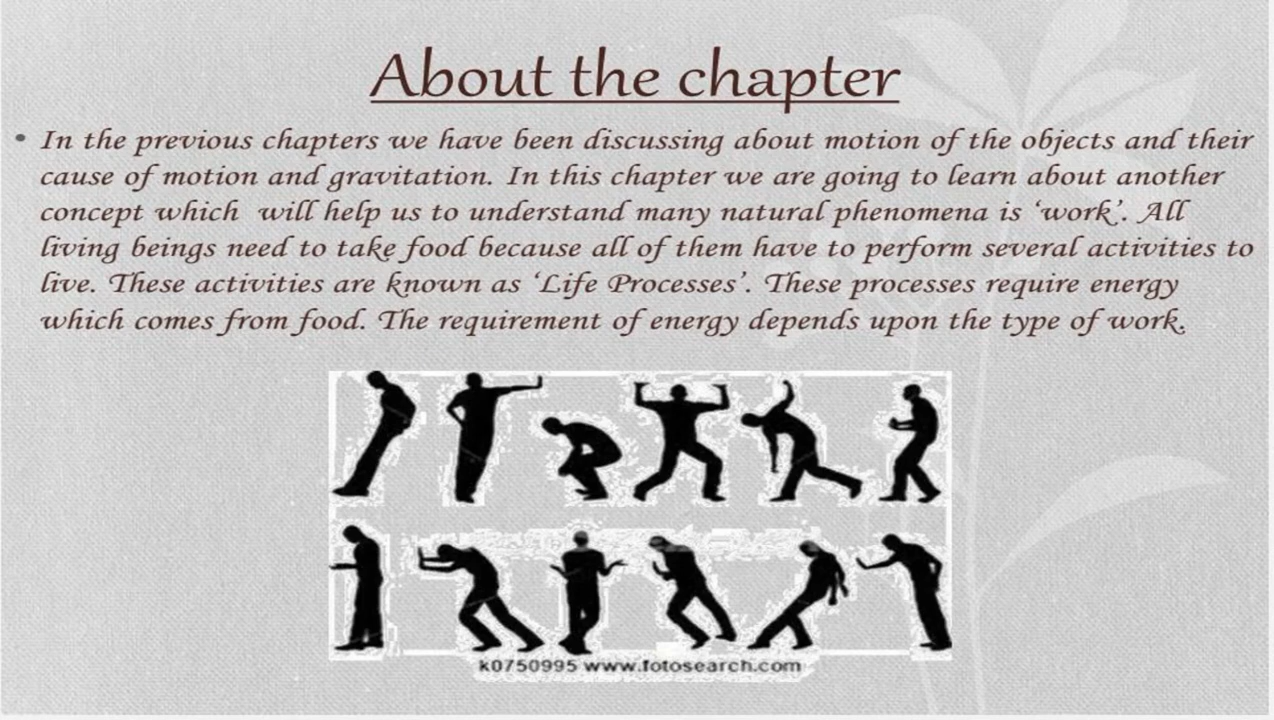 About the chapter
• In the previous chapters we have been discussing about motion of the objects and their
cause of motion and gravitation. In this chapter we are going to learn about another
concept which will help us to understand many natural phenomena is ‘work’. All
living beings need to take food because all of them have to perform several activities to
live. These activities are known as ‘Life Processes’. These processes require energy
which comes from food. The requirement of energy depends upon the type of work.
k0750995 www.fotosearch.com